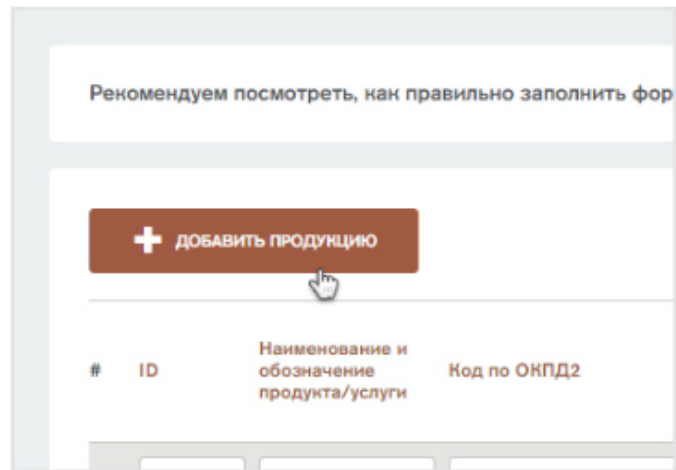 Рекомендуем посмотреть, как правильно заполнить фор
ДОБАВИТЬ ПРОДУКЦИЮ
# ID
Наименование и
обозначение
продукта/услуги
Код по ОКПД2